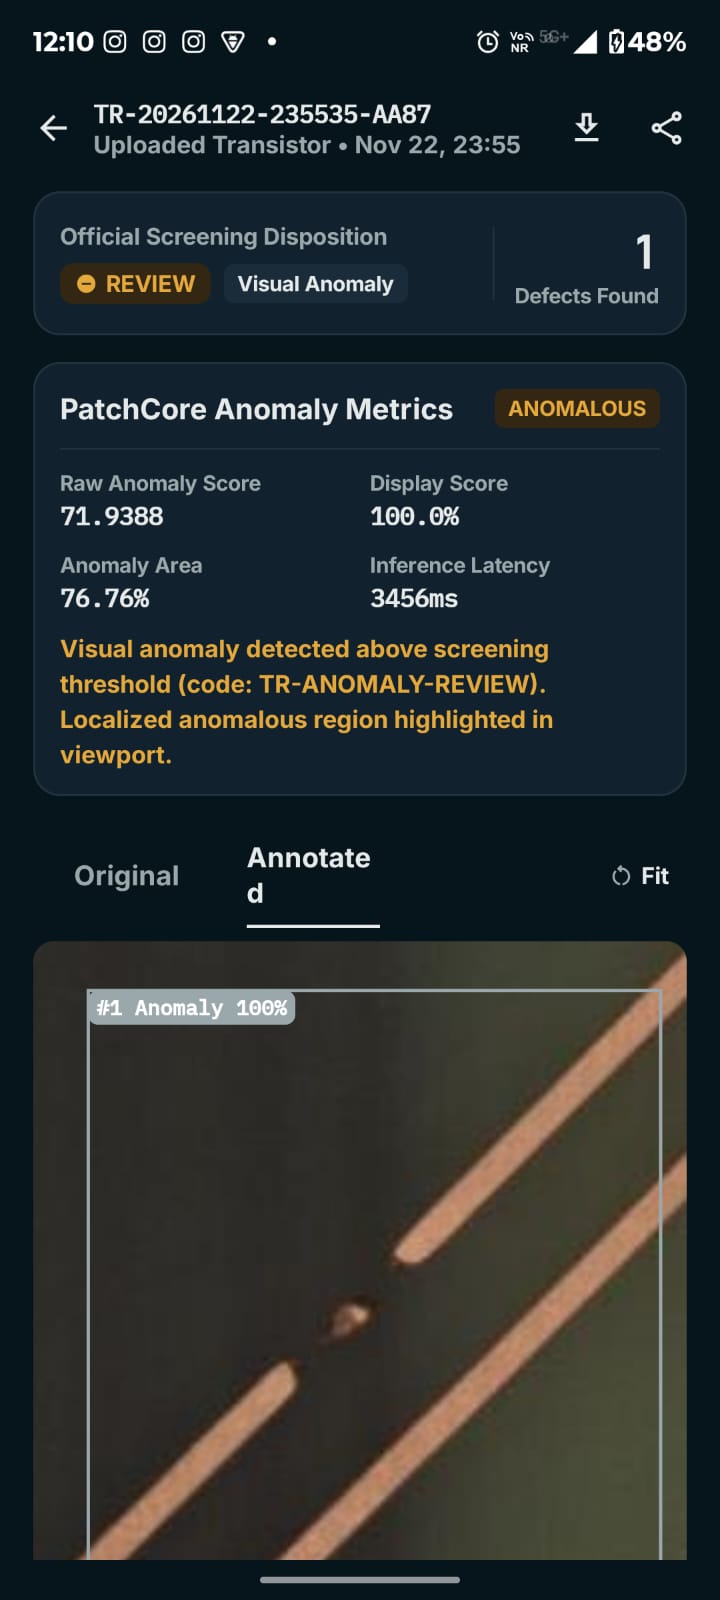 12:10 Vo NR 5G+ 48%
TR-20261122-235535-AA87
Uploaded Transistor • Nov 22, 23:55
Official Screening Disposition
REVIEW Visual Anomaly
1
Defects Found
PatchCore Anomaly Metrics ANOMALOUS
Raw Anomaly Score Display Score
71.9388 100.0%
Anomaly Area Inference Latency
76.76% 3456ms
Visual anomaly detected above screening
threshold (code: TR-ANOMALY-REVIEW).
Localized anomalous region highlighted in
viewport.
Original Annotate
d
Fit
#1 Anomaly 100%